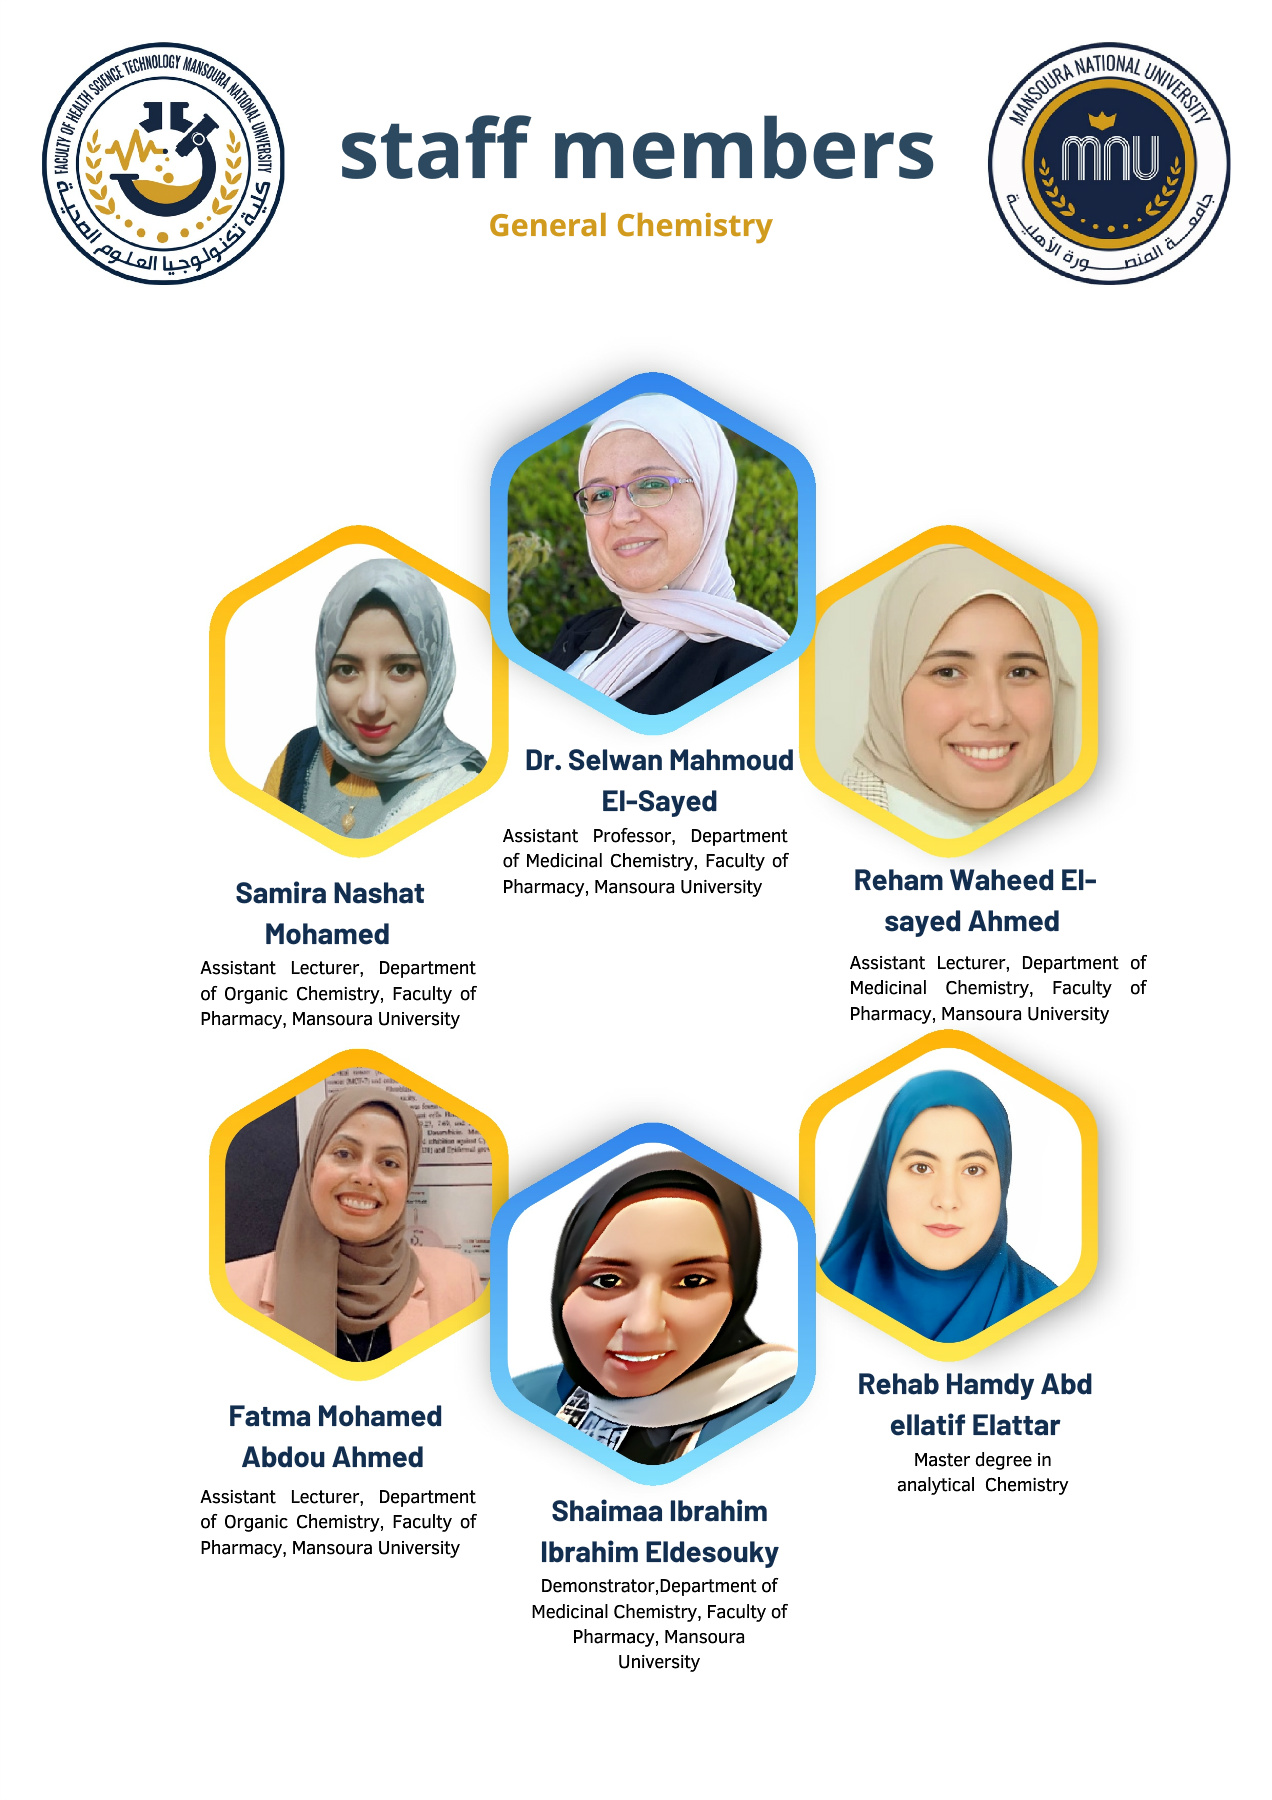 FACULTY OF HEALTH SCIENCE TECHNOLOGY MANSOURA NATIONAL UNIVERSITY
كلية تكنولوجيا العلوم الصحية
staff members
General Chemistry
MANSOURA NATIONAL UNIVERSITY
mnu
جامعة المنصورة الأهلية
Dr. Selwan Mahmoud
El-Sayed
Assistant Professor, Department
of Medicinal Chemistry, Faculty of
Pharmacy, Mansoura University
Samira Nashat
Mohamed
Assistant Lecturer, Department
of Organic Chemistry, Faculty of
Pharmacy, Mansoura University
Reham Waheed El-
sayed Ahmed
Assistant Lecturer, Department of
Medicinal Chemistry, Faculty of
Pharmacy, Mansoura University
Fatma Mohamed
Abdou Ahmed
Assistant Lecturer, Department
of Organic Chemistry, Faculty of
Pharmacy, Mansoura University
Shaimaa Ibrahim
Ibrahim Eldesouky
Demonstrator,Department of
Medicinal Chemistry, Faculty of
Pharmacy, Mansoura
University
Rehab Hamdy Abd
ellatif Elattar
Master degree in
analytical Chemistry